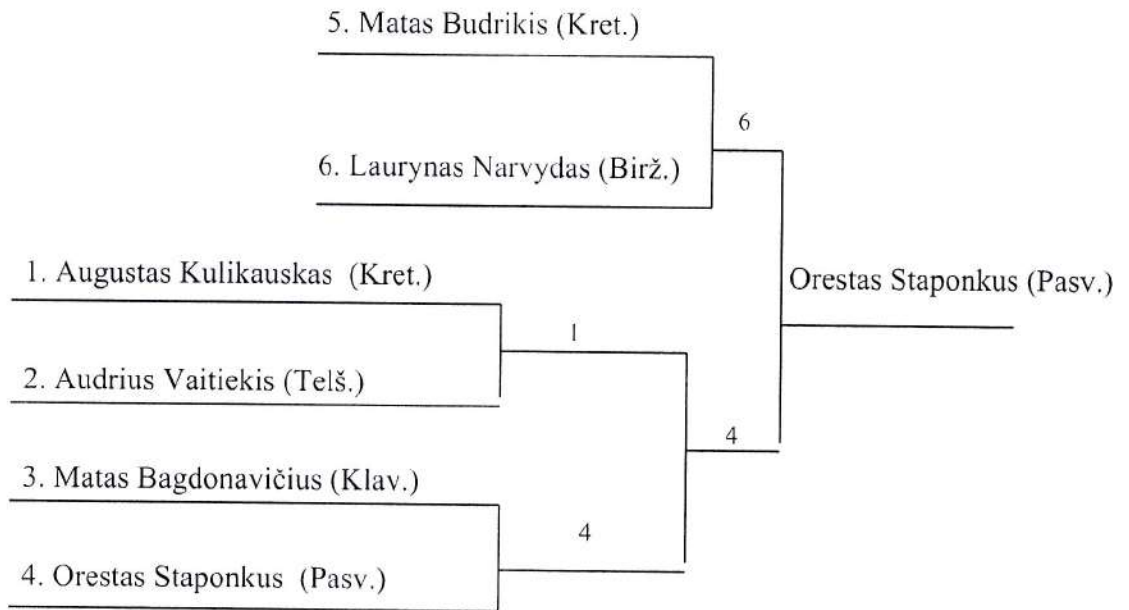 5. Matas Budrikis (Kret.)
6
6. Laurynas Narvydas (Birž.)
1. Augustas Kulikauskas (Kret.)
Orestas Staponkus (Pasv.)
1
2. Audrius Vaitiekis (Telš.)
4
3. Matas Bagdonavičius (Klav.)
4
4. Orestas Staponkus (Pasv.)